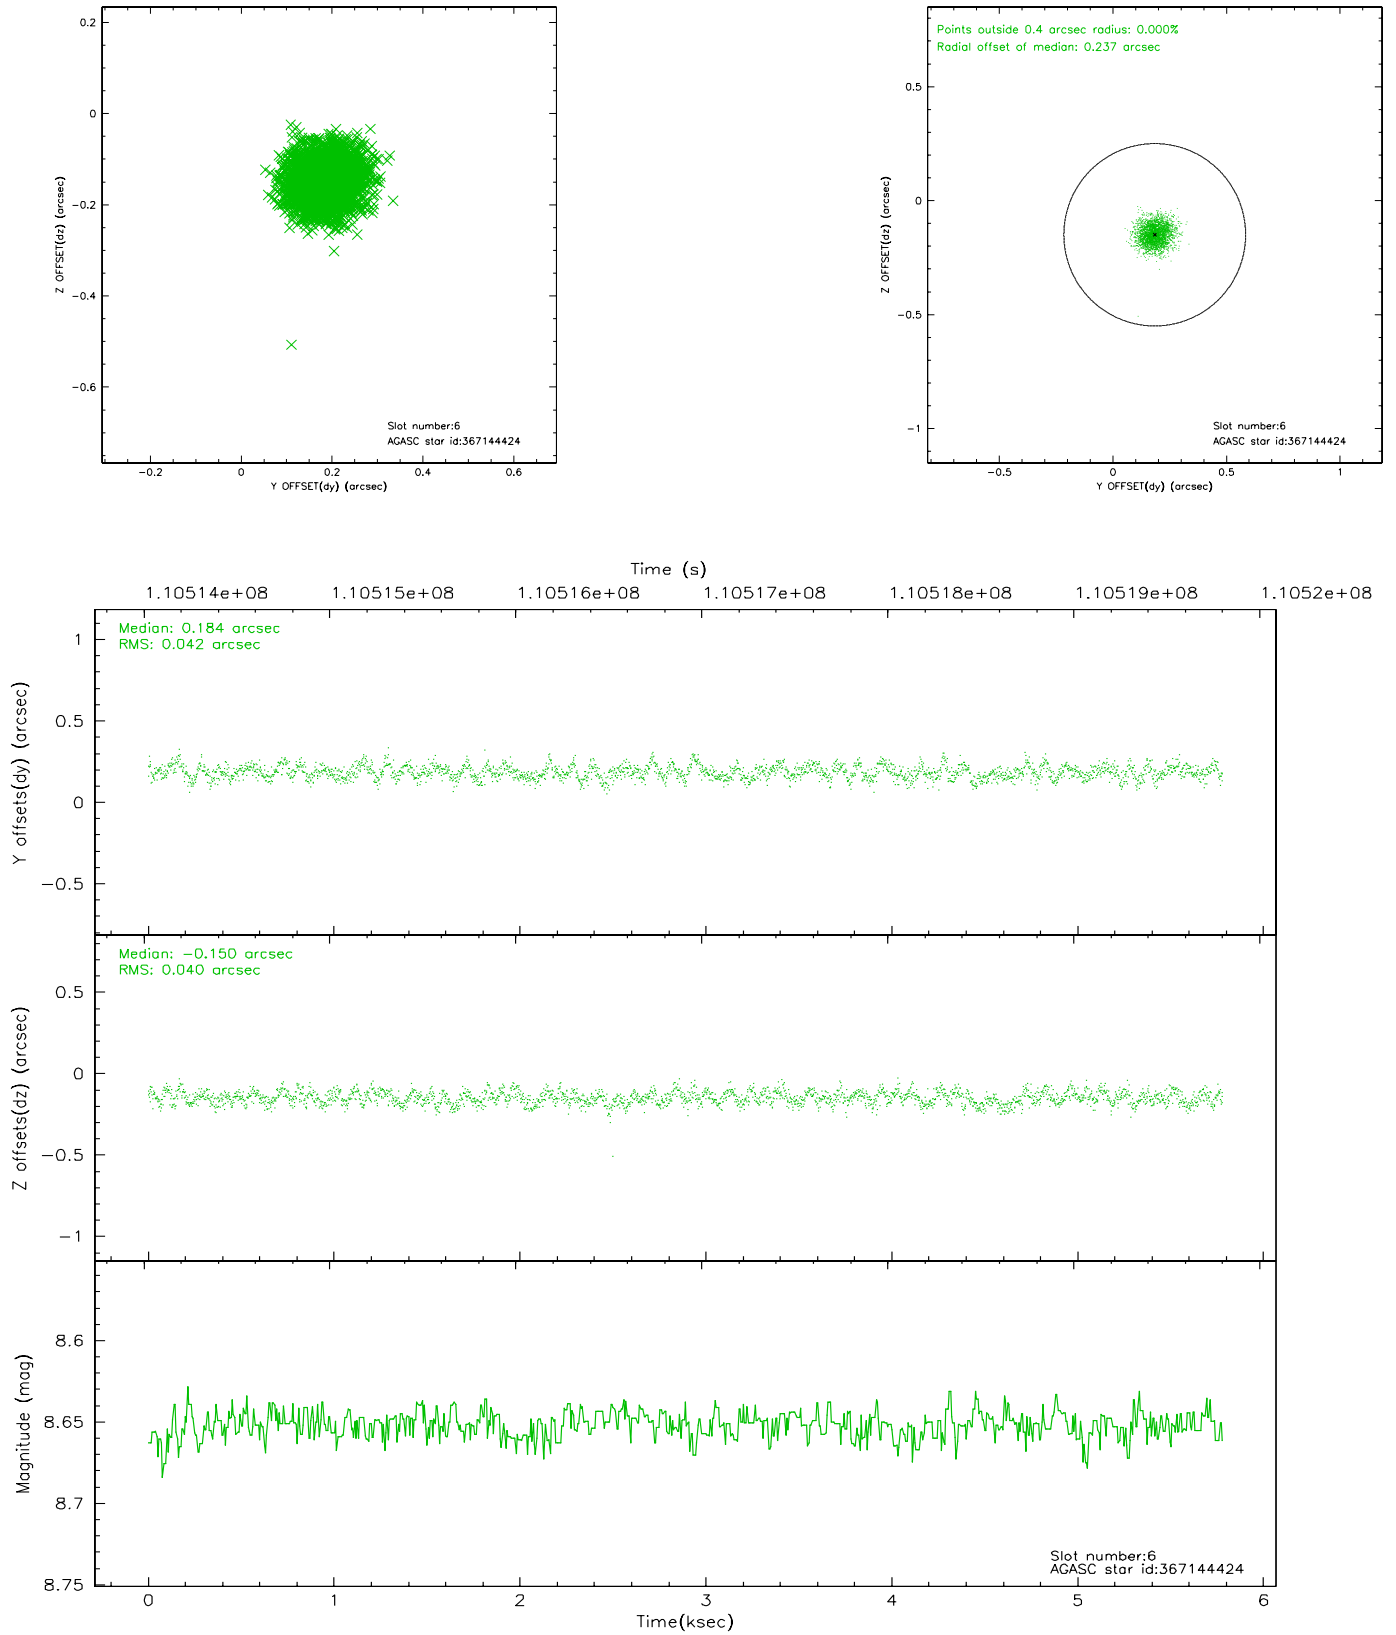 0.2
0
−0.2
−0.4
−0.6
Z OFFSET(dz) (arcsec)
Slot number:6
AGASC star id:367144424
−0.2 0 0.2 0.4 0.6
Y OFFSET(dy) (arcsec)
Points outside 0.4 arcsec radius: 0.000%
Radial offset of median: 0.237 arcsec
0.5
0
−0.5
−1
Z OFFSET(dz) (arcsec)
Slot number:6
AGASC star id:367144424
−0.5 0 0.5 1
Y OFFSET(dy) (arcsec)
Time (s)
1.10514e+08 1.10515e+08 1.10516e+08 1.10517e+08 1.10518e+08 1.10519e+08 1.1052e+08
Median: 0.184 arcsec
RMS: 0.042 arcsec
1
0.5
0
−0.5
Y offsets(dy) (arcsec)
Median: −0.150 arcsec
RMS: 0.040 arcsec
0.5
0
−0.5
−1
Z offsets(dz) (arcsec)
8.6
8.65
8.7
8.75
Magnitude (mag)
Slot number:6
AGASC star id:367144424
0 1 2 3 4 5 6
Time(ksec)